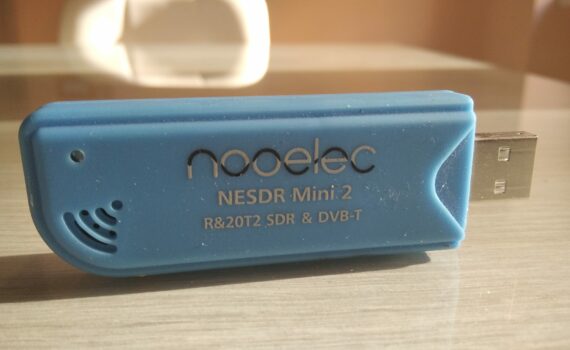 nooelec
NESDR Mini 2
R&20T2 SDR & DVB-T